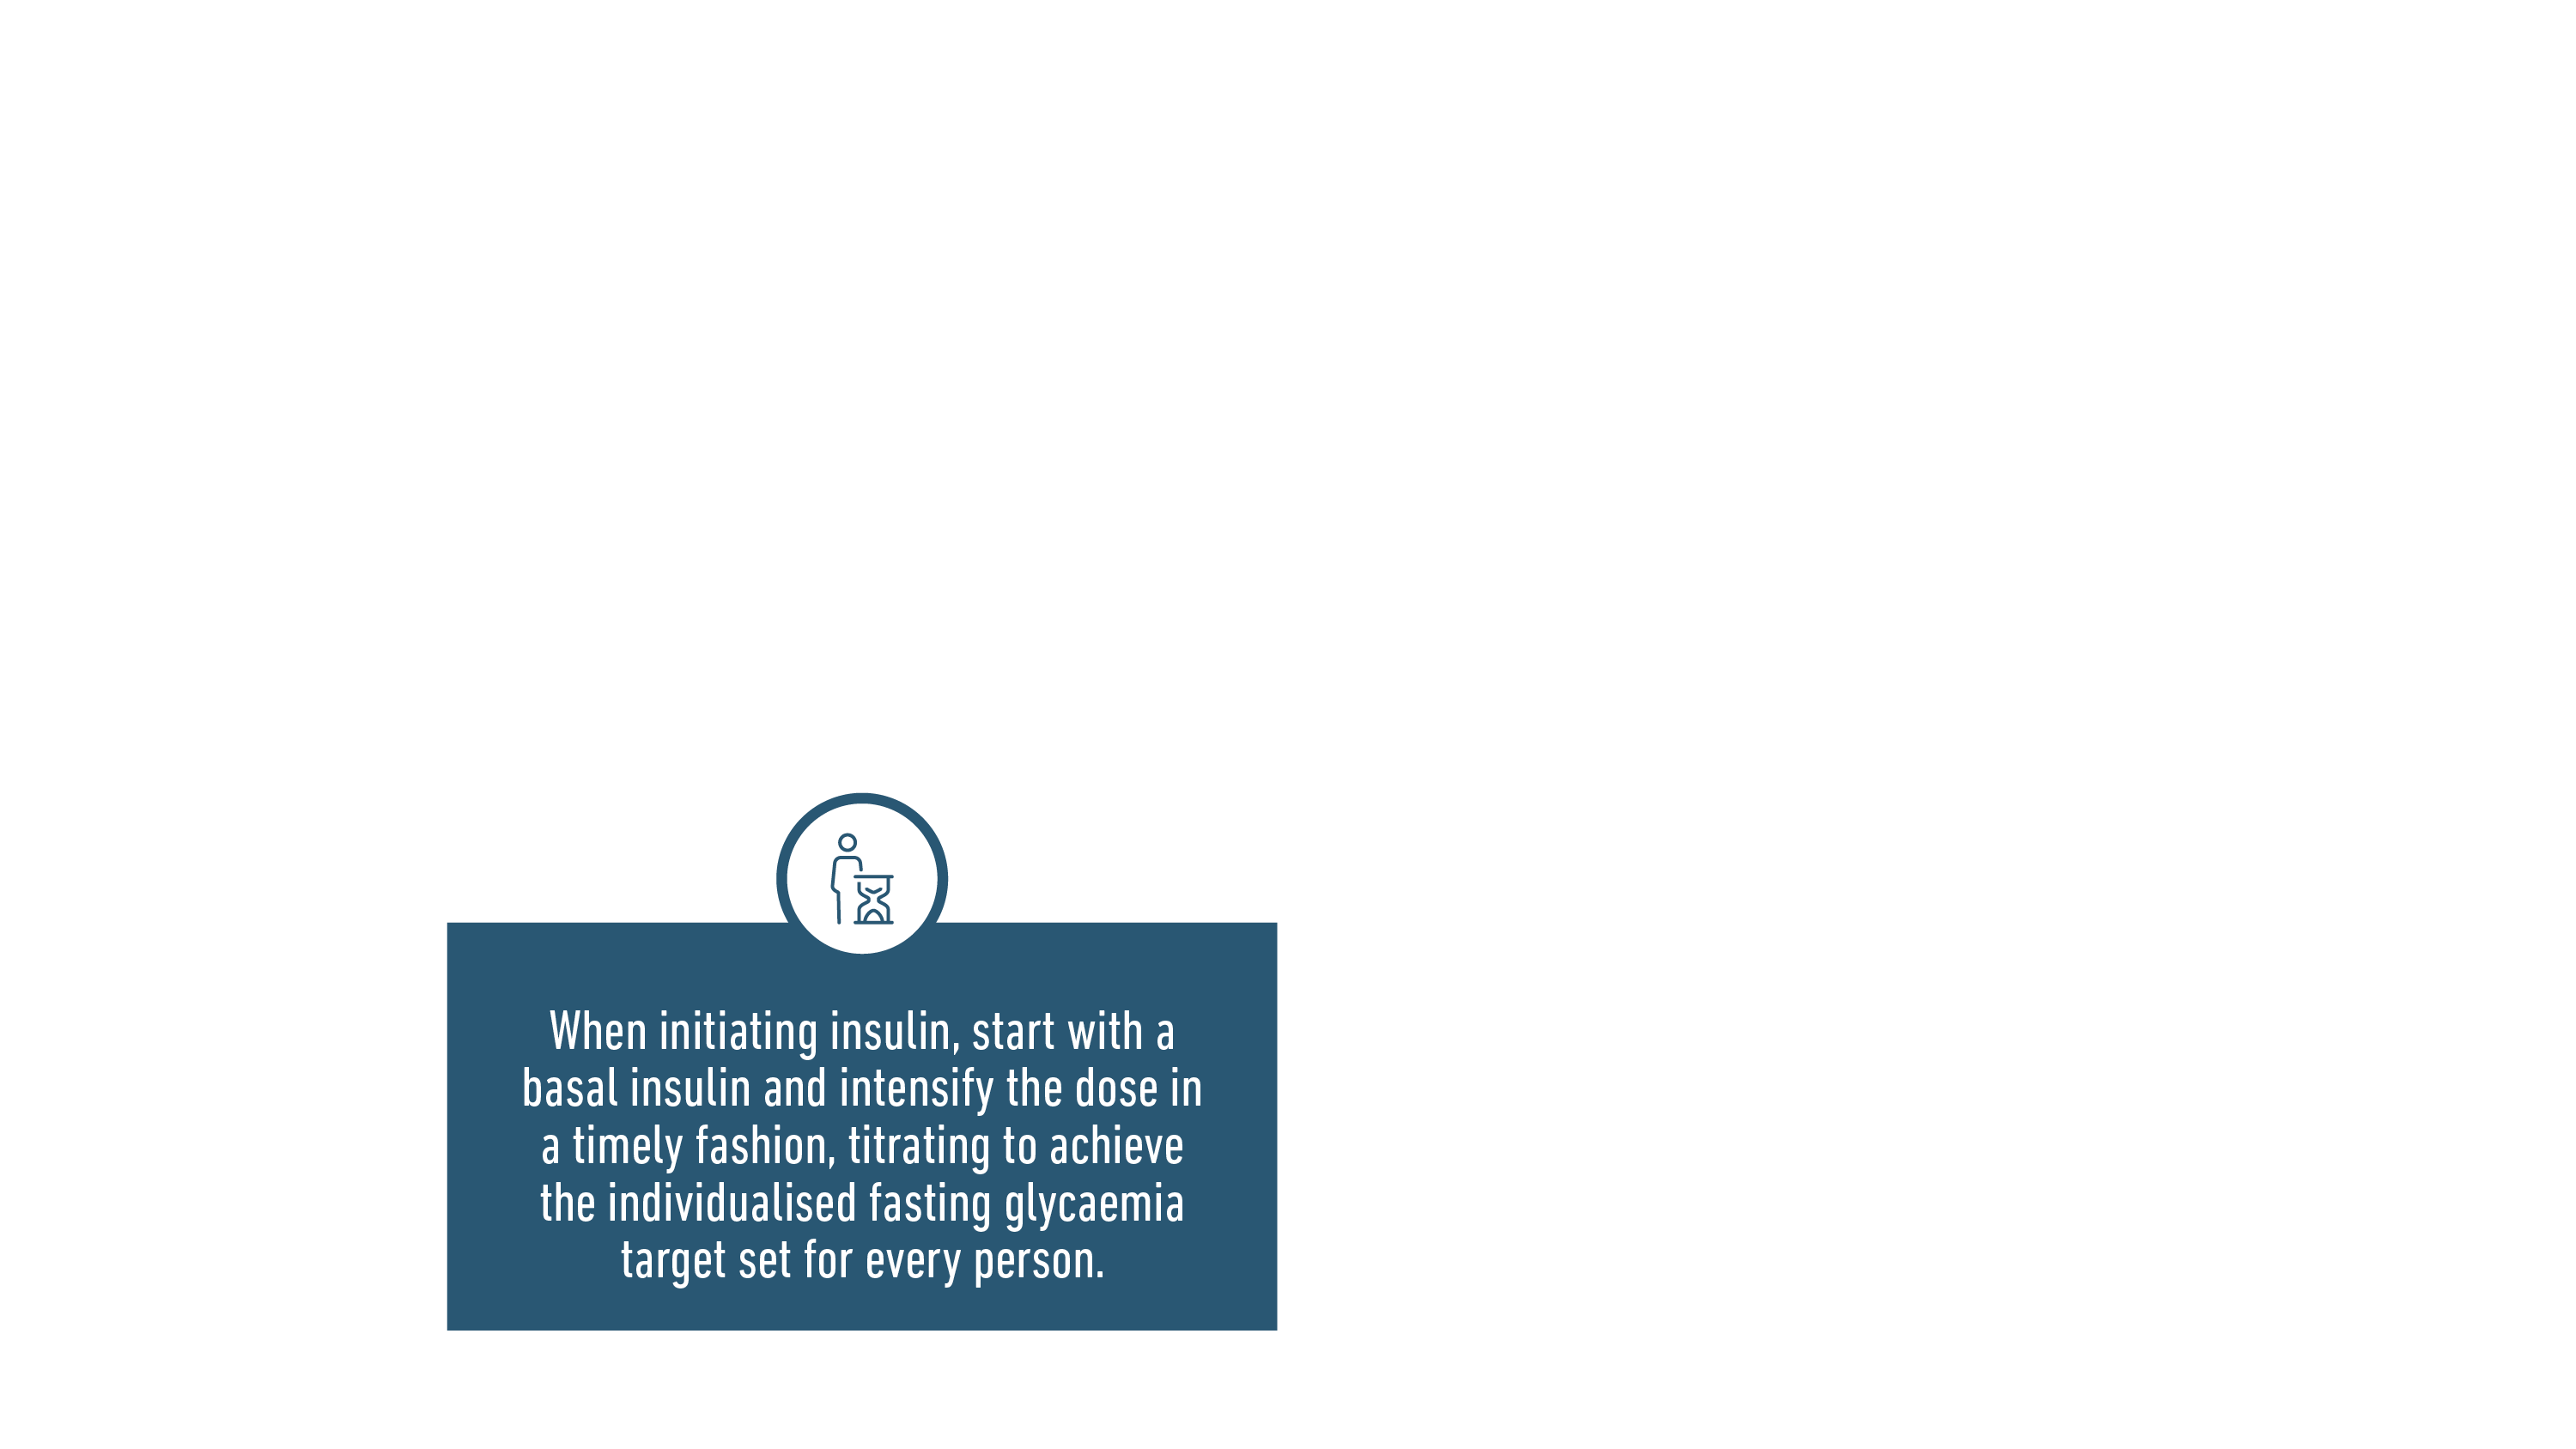 When initiating insulin, start with a
basal insulin and intensify the dose in
a timely fashion, titrating to achieve
the individualised fasting glycaemia
target set for every person.